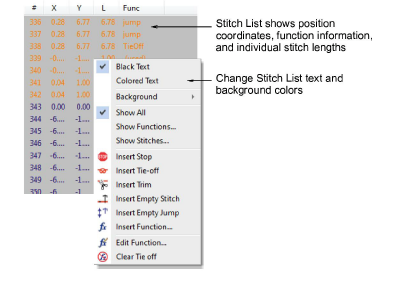 # X Y L Func
336 0.28 6.77 6.78 jump
337 0.28 6.77 6.78 jump
338 0.28 6.77 6.78 TieOff
339 -0....
340 -0....
341 0.04 1.00
342 0.04 1.00
343 0.00 0.00
344 -6.... -1....
345 -6.... -1....
346 -6.... -1....
347 -6.... -1....
348 -6.... -1....
349 -6.... -1....
350 -6 -1
Black Text
Colored Text
Background
Show All
Show Functions...
Show Stitches...
Insert Stop
Insert Tie-off
Insert Trim
Insert Empty Stitch
Insert Empty Jump
Insert Function...
Edit Function...
Clear Tie off
Stitch List shows position
coordinates, function information,
and individual stitch lengths
Change Stitch List text and
background colors